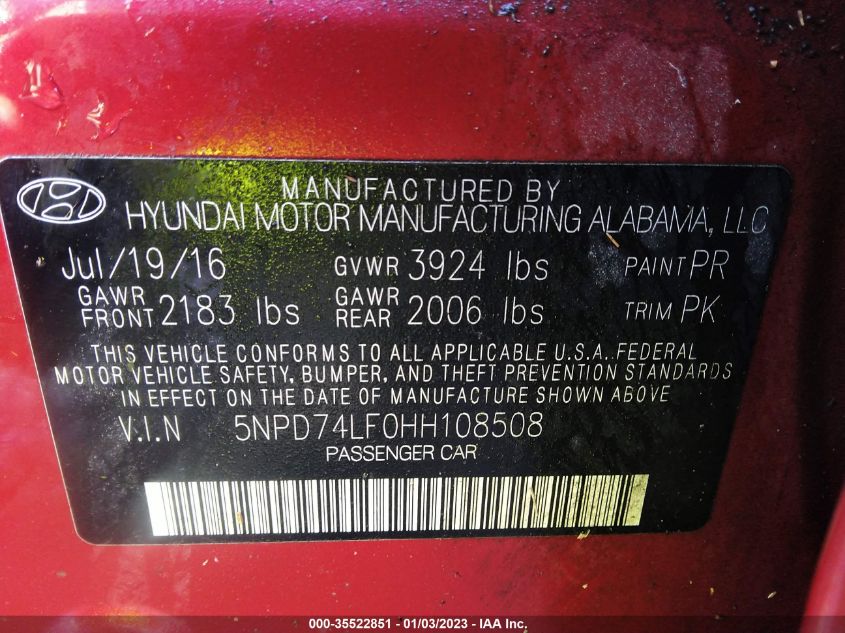 MANUFACTURED BY
HYUNDAI MOTOR MANUFACTURING ALABAMA, LLC
Jul/19/16 GVWR 3924 lbs PAINT PR
GAWR FRONT 2183 lbs GAWR REAR 2006 lbs TRIM PK
THIS VEHICLE CONFORMS TO ALL APPLICABLE U.S.A. FEDERAL
MOTOR VEHICLE SAFETY, BUMPER, AND THEFT PREVENTION STANDARDS
IN EFFECT ON THE DATE OF MANUFACTURE SHOWN ABOVE
V.I.N 5NPD74LF0HH108508
PASSENGER CAR
000-35522851 - 01/03/2023 - IAA Inc.